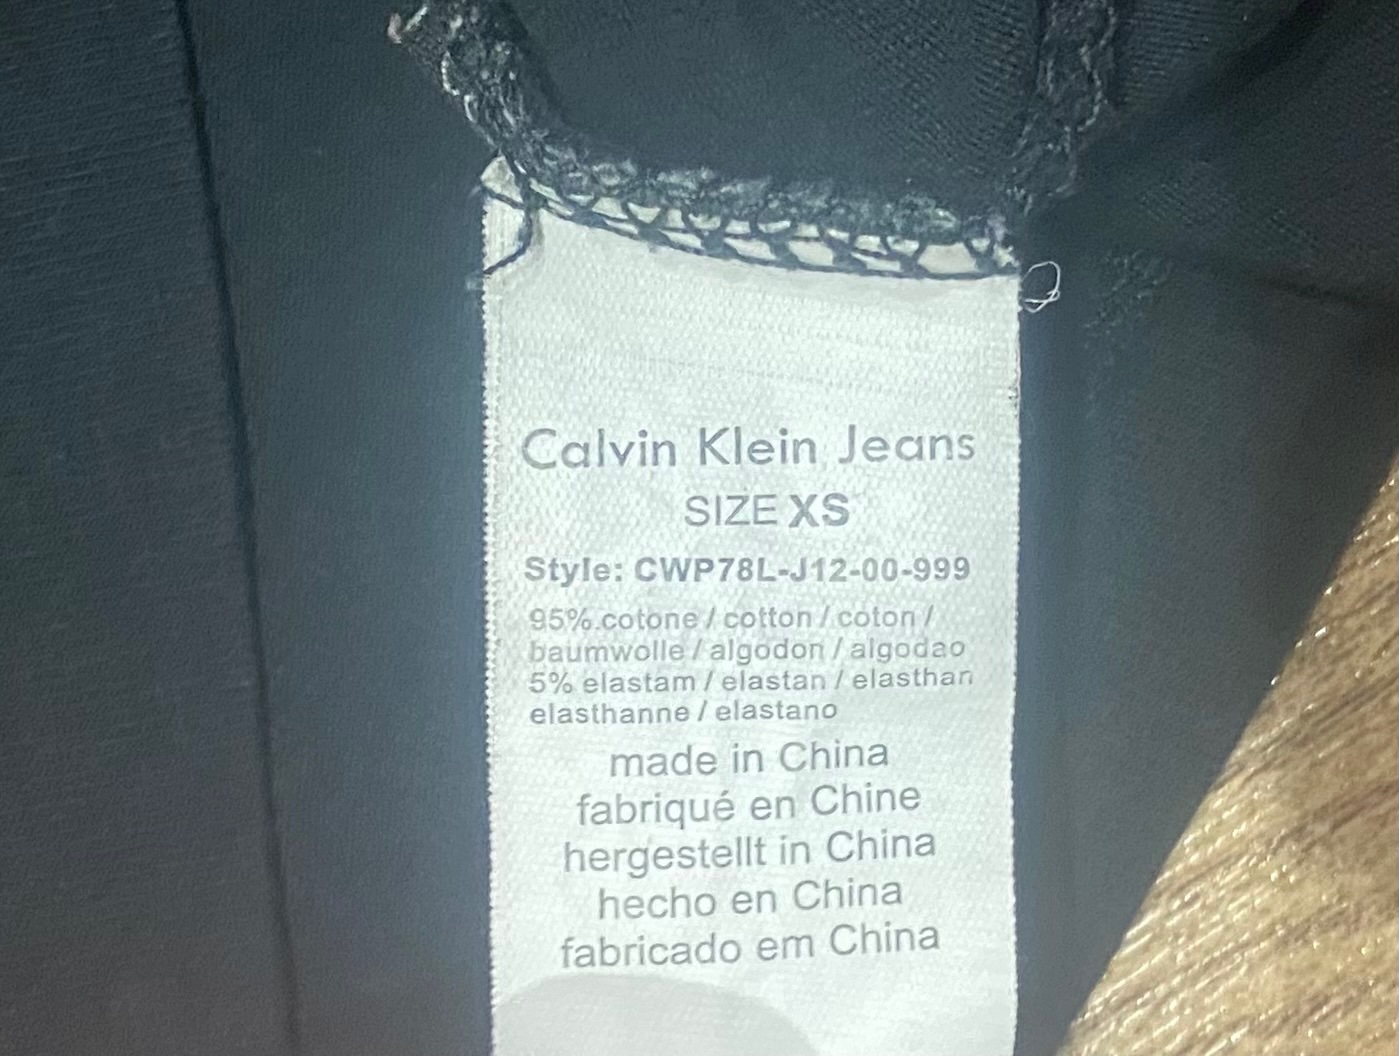 Calvin Klein Jeans
SIZE XS
Style: CWP78L-J12-00-999
95%.cotone / cotton / coton /
baumwolle / algodon / algodao
5% elastam / elastan / elasthan
elasthanne / elastano
made in China
fabriqué en Chine
hergestellt in China
hecho en China
fabricado em China